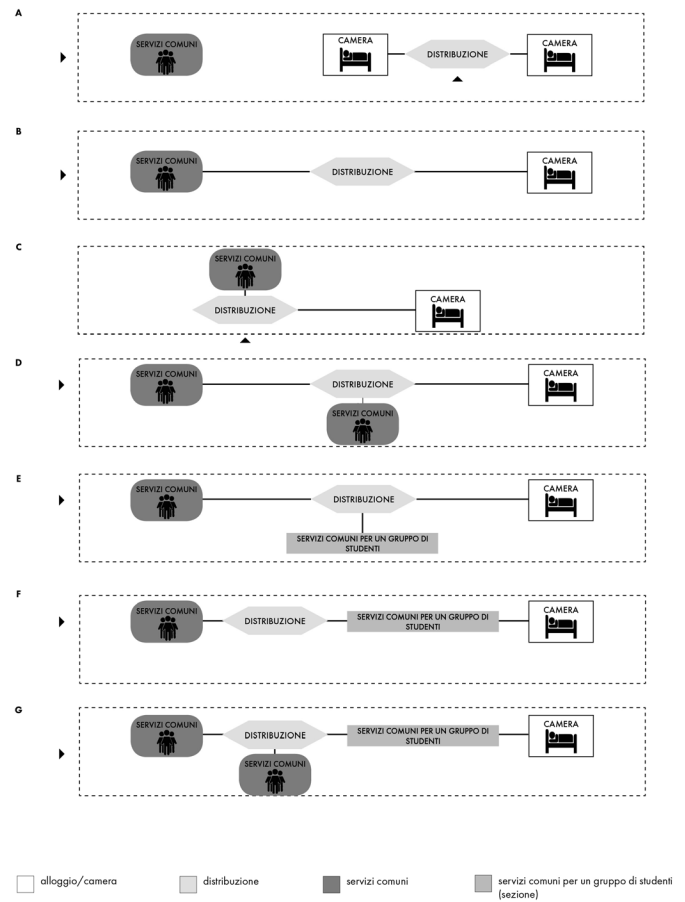 A
SERVIZI COMUNI
CAMERA
DISTRIBUZIONE
CAMERA
B
SERVIZI COMUNI
DISTRIBUZIONE
CAMERA
C
SERVIZI COMUNI
DISTRIBUZIONE
CAMERA
D
SERVIZI COMUNI
DISTRIBUZIONE
CAMERA
SERVIZI COMUNI
E
SERVIZI COMUNI
DISTRIBUZIONE
CAMERA
SERVIZI COMUNI PER UN GRUPPO DI
STUDENTI
F
SERVIZI COMUNI
DISTRIBUZIONE
SERVIZI COMUNI PER UN GRUPPO DI
STUDENTI
CAMERA
G
SERVIZI COMUNI
DISTRIBUZIONE
SERVIZI COMUNI PER UN GRUPPO DI
STUDENTI
CAMERA
SERVIZI COMUNI
alloggio/camera
distribuzione
servizi comuni
servizi comuni per un gruppo di studenti
(sezione)